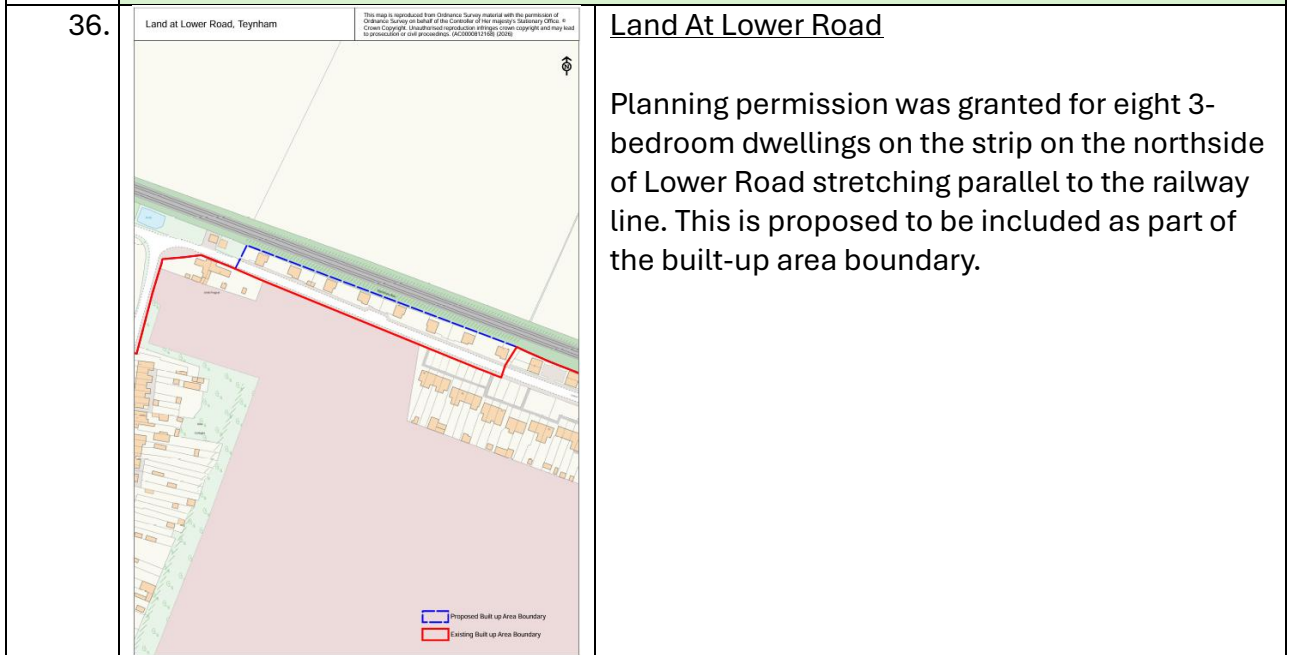 36.
Land at Lower Road, Teynham
This map is reproduced from Ordnance Survey material with the permission of
Ordnance Survey on behalf of the Controller of Her majesty's Stationary Office. ©
Crown Copyright. Unauthorised reproduction infringes crown copyright and may lead
to prosecution or civil proceedings. (AC0000812168) (2026)
N
Proposed Built up Area Boundary
Existing Built up Area Boundary
Land At Lower Road
Planning permission was granted for eight 3-
bedroom dwellings on the strip on the northside
of Lower Road stretching parallel to the railway
line. This is proposed to be included as part of
the built-up area boundary.